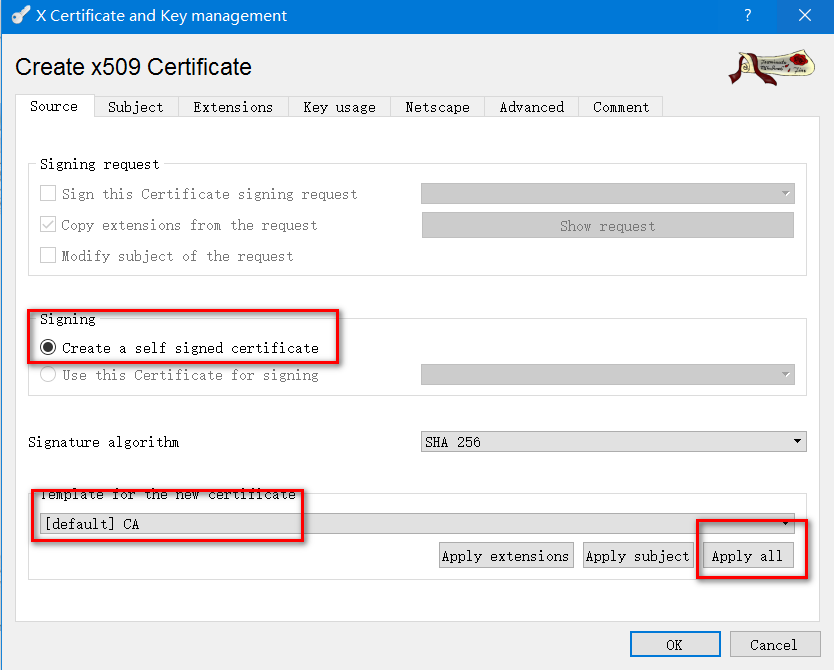 X Certificate and Key management
?
Create x509 Certificate
Source Subject Extensions Key usage Netscape Advanced Comment
Signing request
Sign this Certificate signing request
Copy extensions from the request
Show request
Modify subject of the request
Signing
Create a self signed certificate
Use this Certificate for signing
Signature algorithm
SHA 256
Template for the new certificate
[default] CA
Apply extensions Apply subject Apply all
OK Cancel